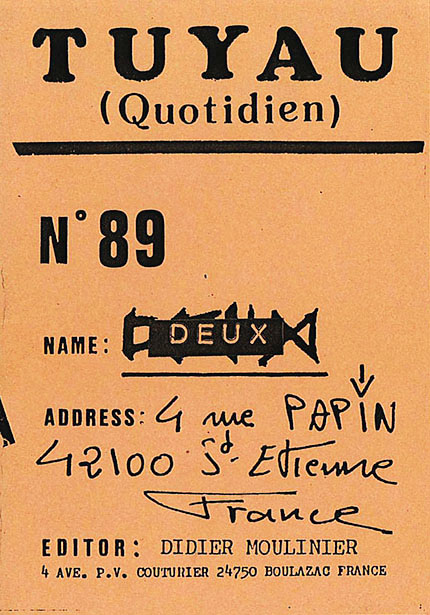 TUYAU
(Quotidien)
N° 89
NAME: DEUX
ADDRESS: 4 rue PAPIN
42100 St. Etienne
France
EDITOR: DIDIER MOULINIER
4 AVE. P.V. COUTURIER 24750 BOULAZAC FRANCE